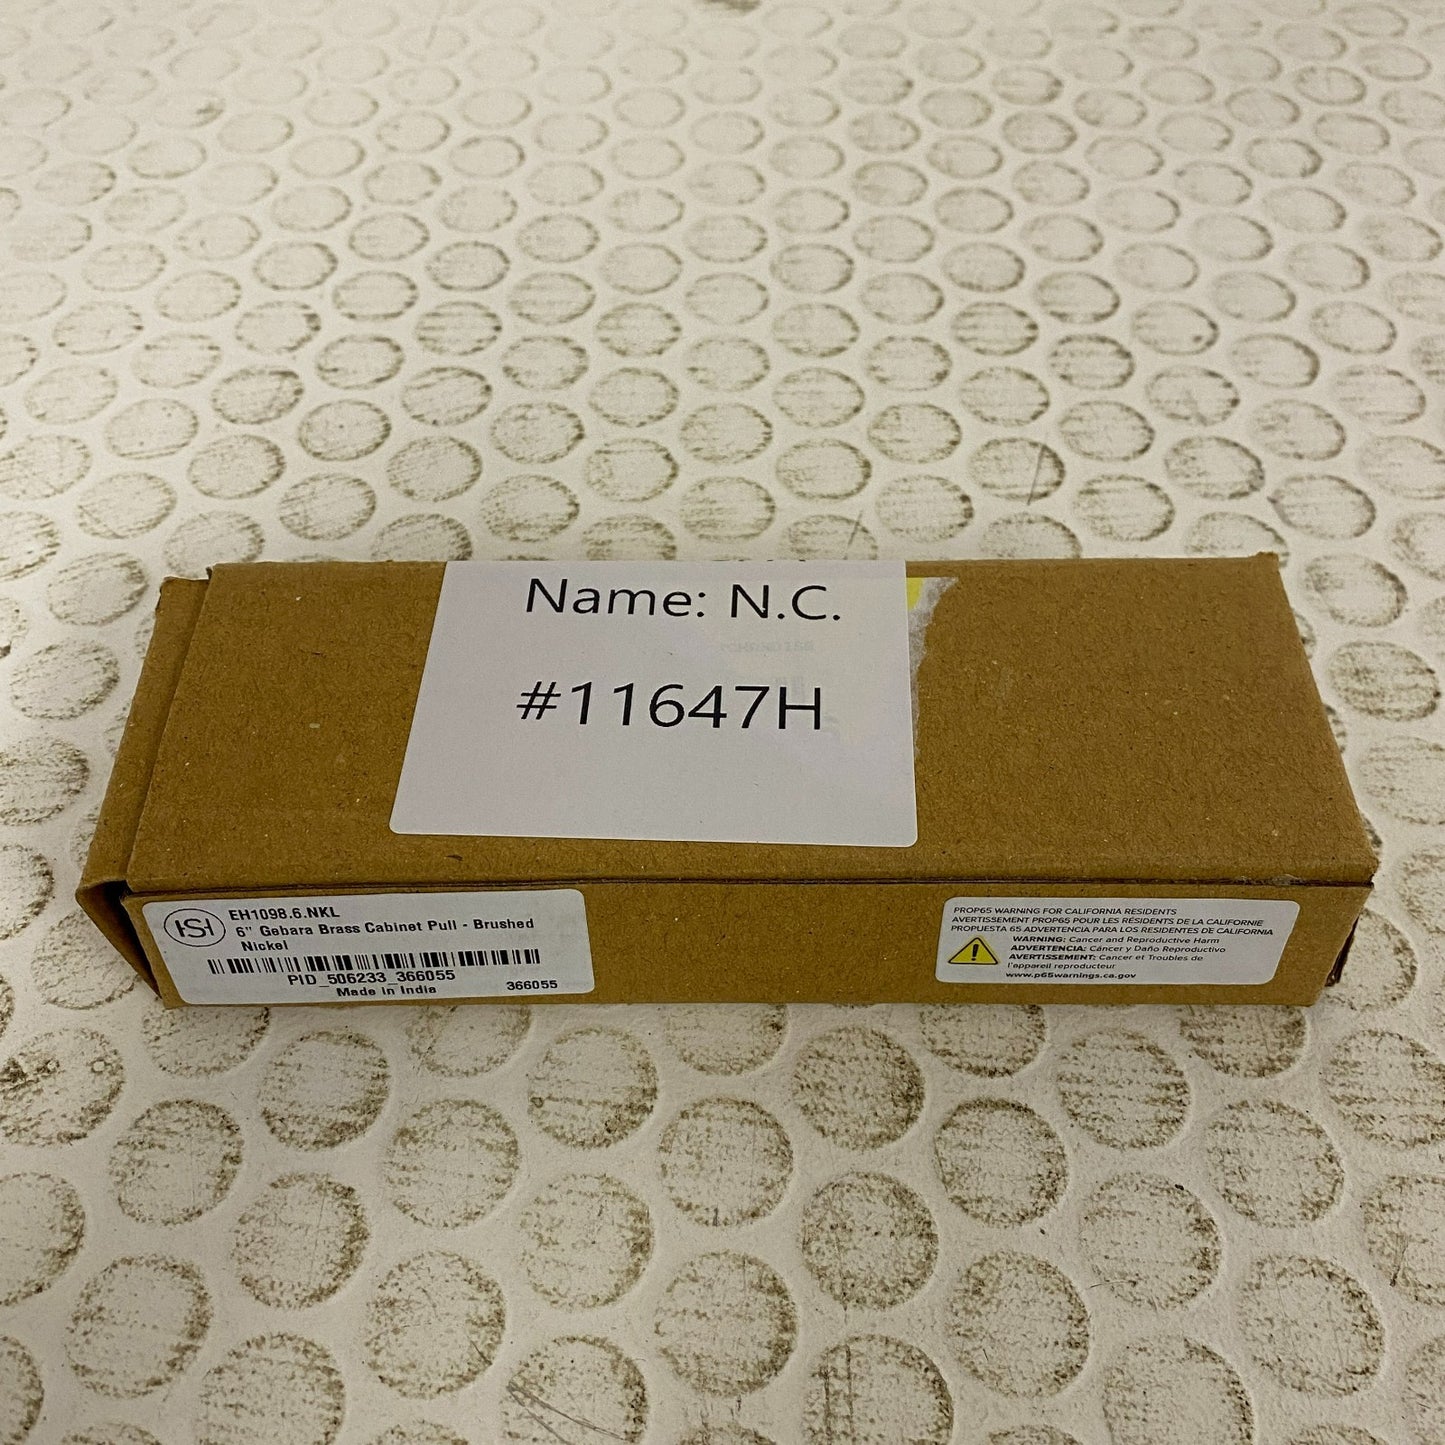 Name: N.C.
#11647H
HSH
EH1098.6.NKL
6" Gebara Brass Cabinet Pull - Brushed
Nickel
PID_506233_366055
Made in India
366055
PROP65 WARNING FOR CALIFORNIA RESIDENTS
AVERTISSEMENT PROP65 POUR LES RÉSIDENTS DE LA CALIFORNIE
PROPUESTA 65 ADVERTENCIA PARA LOS RESIDENTES DE CALIFORNIA
WARNING: Cancer and Reproductive Harm
ADVERTENCIA: Cáncer y Daño Reproductivo
AVERTISSEMENT: Cancer et Troubles de
l'appareil reproducteur
www.p65warnings.ca.gov